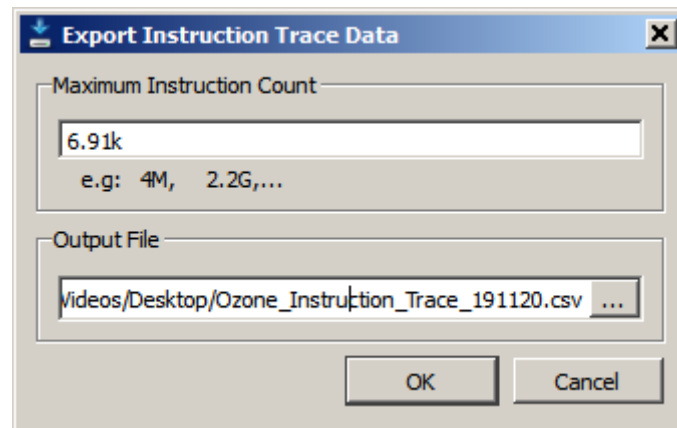 Export Instruction Trace Data
Maximum Instruction Count
6.91k
e.g: 4M, 2.2G,...
Output File
Videos/Desktop/Ozone_Instruction_Trace_191120.csv ...
OK Cancel